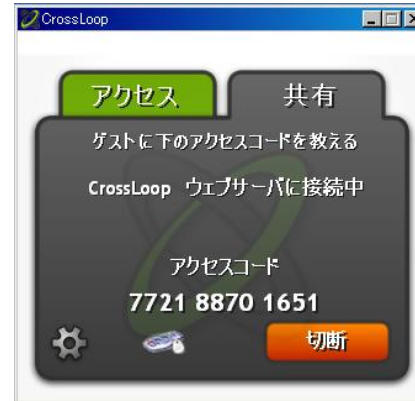 CrossLoop
アクセス 共有
ゲストに下のアクセスコードを教える
CrossLoop ウェブサーバに接続中
アクセスコード
7721 8870 1651
切断